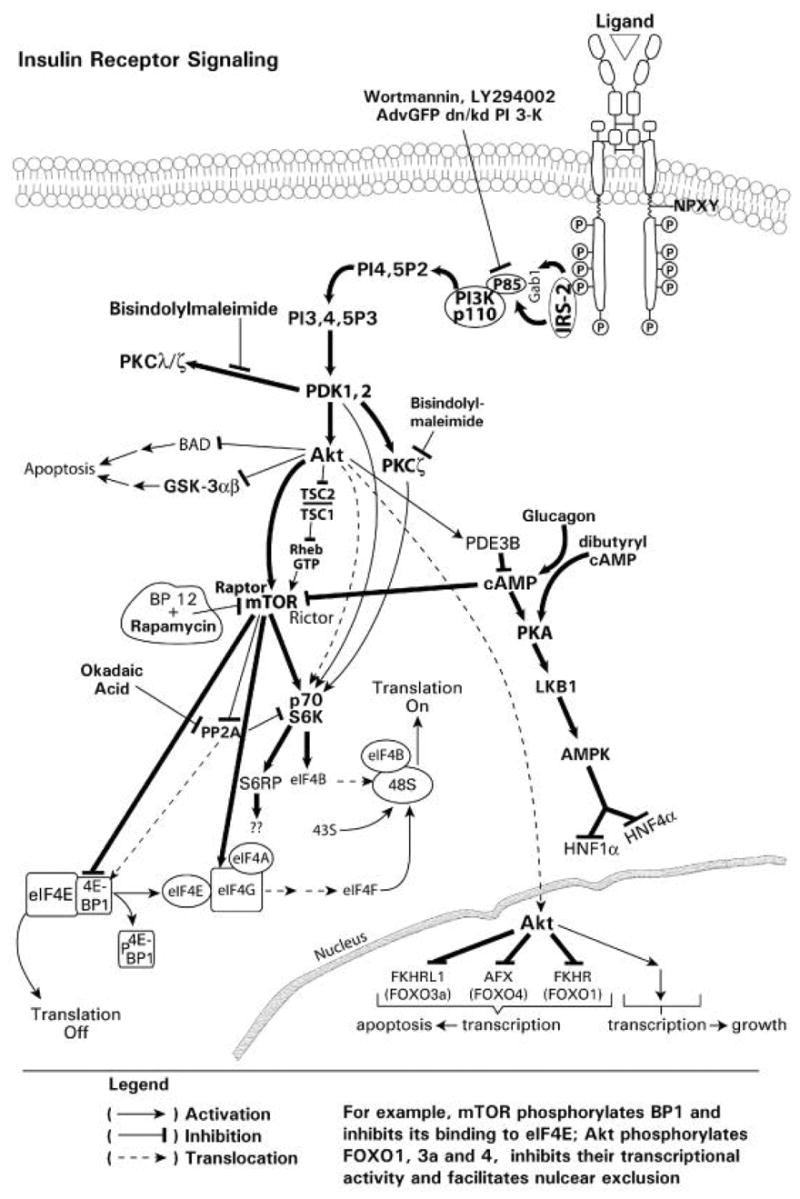 Ligand
Insulin Receptor Signaling
Wortmannin, LY294002
AdvGFP dn/kd PI 3-K
NPXY
P
P
P
P
P
P
P
P
P
P
PI4,5P2
P85
Gab1
PI3K
p110
IRS-2
Bisindolylmaleimide
PI3,4,5P3
PKCλ/ζ
PDK1,2
Bisindolyl-
maleimide
BAD
Akt
PKCζ
Apoptosis
GSK-3αβ
TSC2
TSC1
Glucagon
PDE3B
dibutyryl
cAMP
Rheb
GTP
cAMP
Raptor
BP 12
+
Rapamycin
mTOR
Rictor
PKA
Okadaic
Acid
LKB1
Translation
On
p70
S6K
PP2A
AMPK
eIF4B
S6RP
eIF4B
48S
??
43S
HNF1α
HNF4α
eIF4A
eIF4E
4E-
BP1
eIF4E
eIF4G
eIF4F
P4E-
BP1
Nucleus
Akt
FKHRL1
(FOXO3a)
AFX
(FOXO4)
FKHR
(FOXO1)
Translation
Off
apoptosis
transcription
transcription
growth
Legend
( ) Activation
( ) Inhibition
( ) Translocation
For example, mTOR phosphorylates BP1 and
inhibits its binding to eIF4E; Akt phosphorylates
FOXO1, 3a and 4, inhibits their transcriptional
activity and facilitates nulcear exclusion